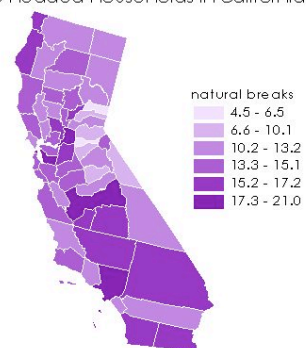 Headed Households in California
natural breaks
4.5 - 6.5
6.6 - 10.1
10.2 - 13.2
13.3 - 15.1
15.2 - 17.2
17.3 - 21.0